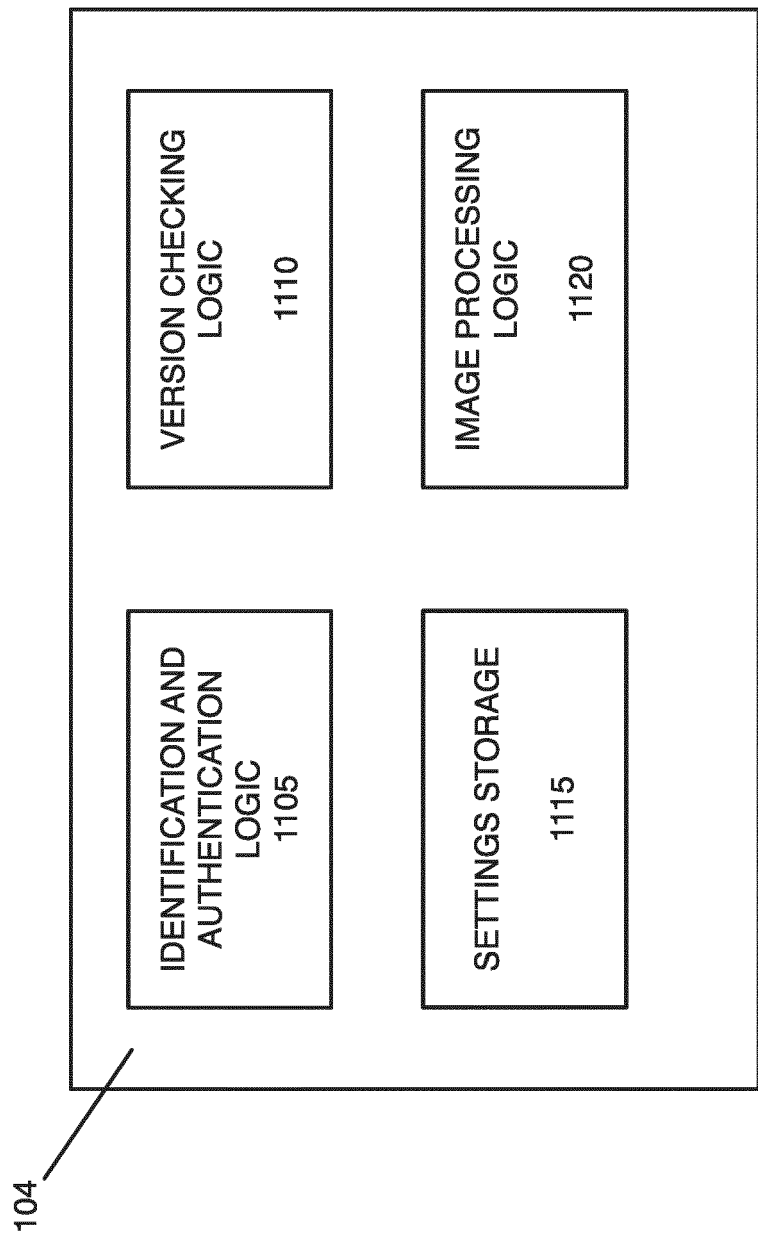 104
IDENTIFICATION AND
AUTHENTICATION
LOGIC
1105
VERSION CHECKING
LOGIC
1110
SETTINGS STORAGE
1115
IMAGE PROCESSING
LOGIC
1120